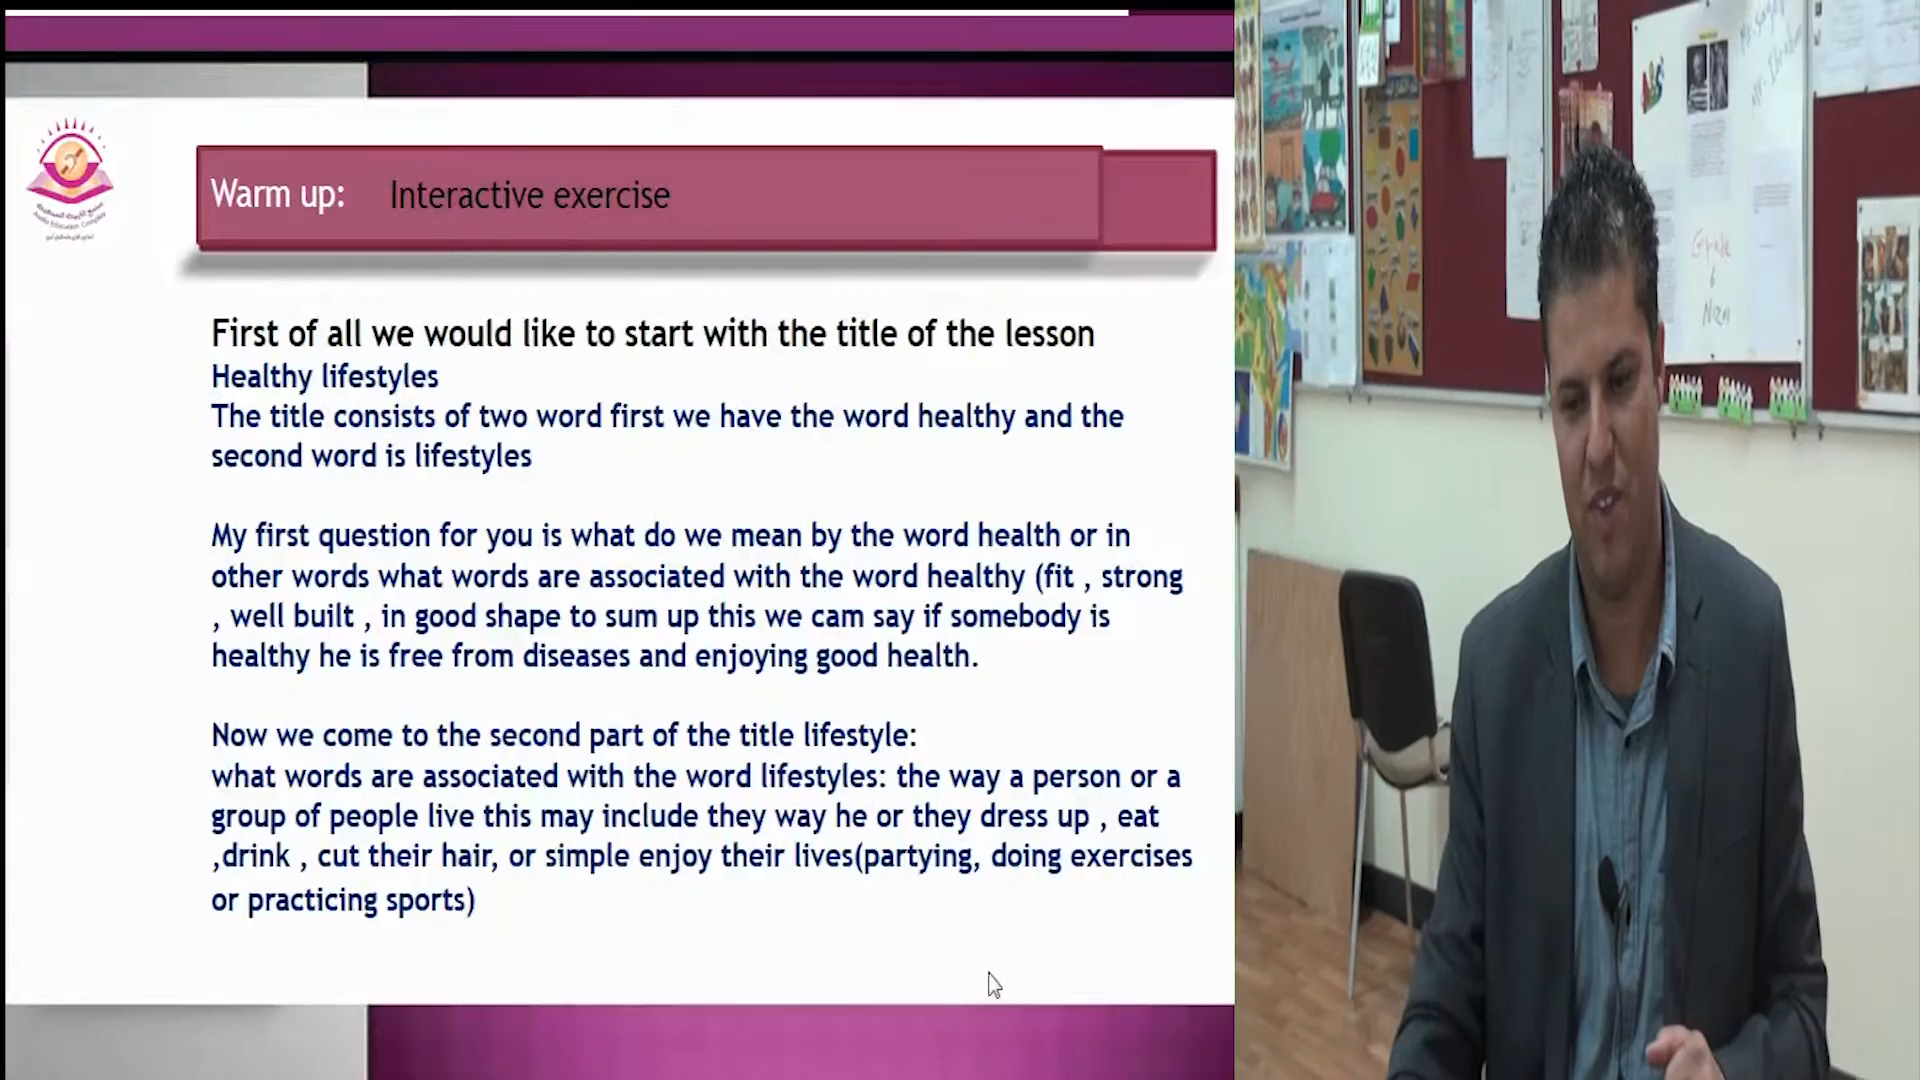 Warm up: Interactive exercise
First of all we would like to start with the title of the lesson
Healthy lifestyles
The title consists of two word first we have the word healthy and the
second word is lifestyles
My first question for you is what do we mean by the word health or in
other words what words are associated with the word healthy (fit , strong
, well built , in good shape to sum up this we cam say if somebody is
healthy he is free from diseases and enjoying good health.
Now we come to the second part of the title lifestyle:
what words are associated with the word lifestyles: the way a person or a
group of people live this may include they way he or they dress up , eat
,drink , cut their hair, or simple enjoy their lives(partying, doing exercises
or practicing sports)
Audio Education Complex
Grade
6